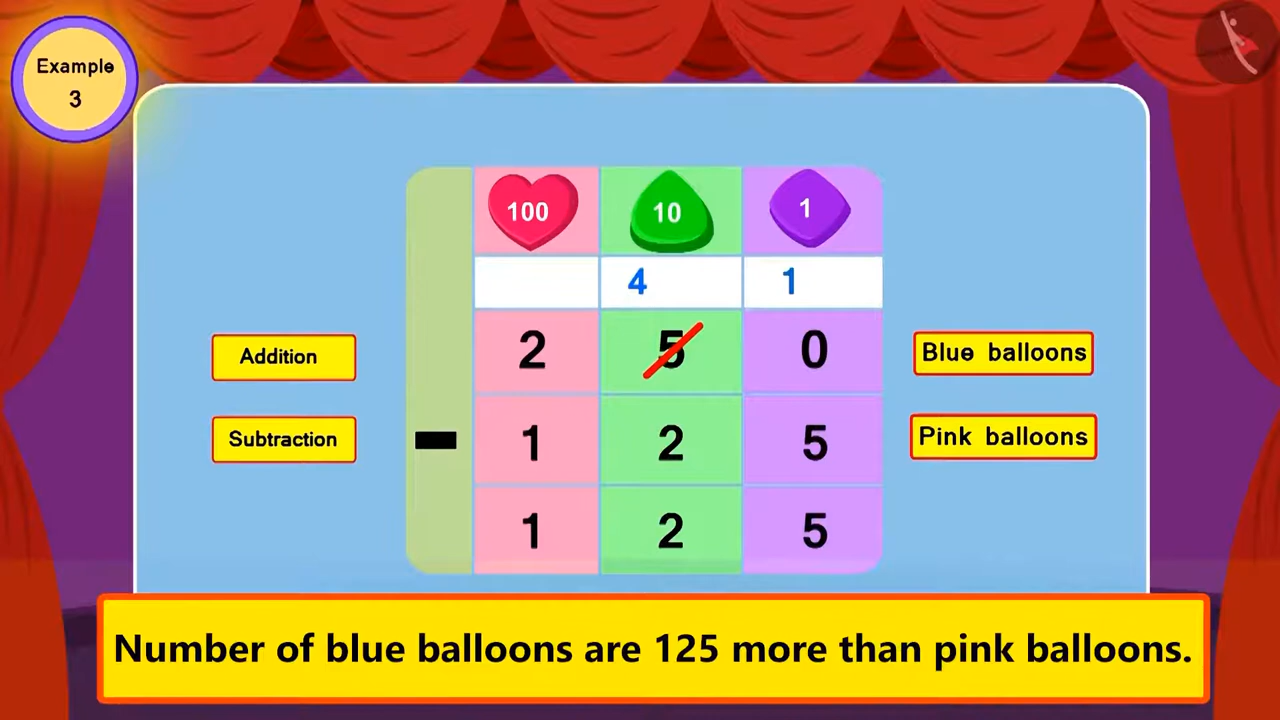 Example
3
100 10 1
4 1
Addition 2 5 0 Blue balloons
Subtraction - 1 2 5 Pink balloons
1 2 5
Number of blue balloons are 125 more than pink balloons.